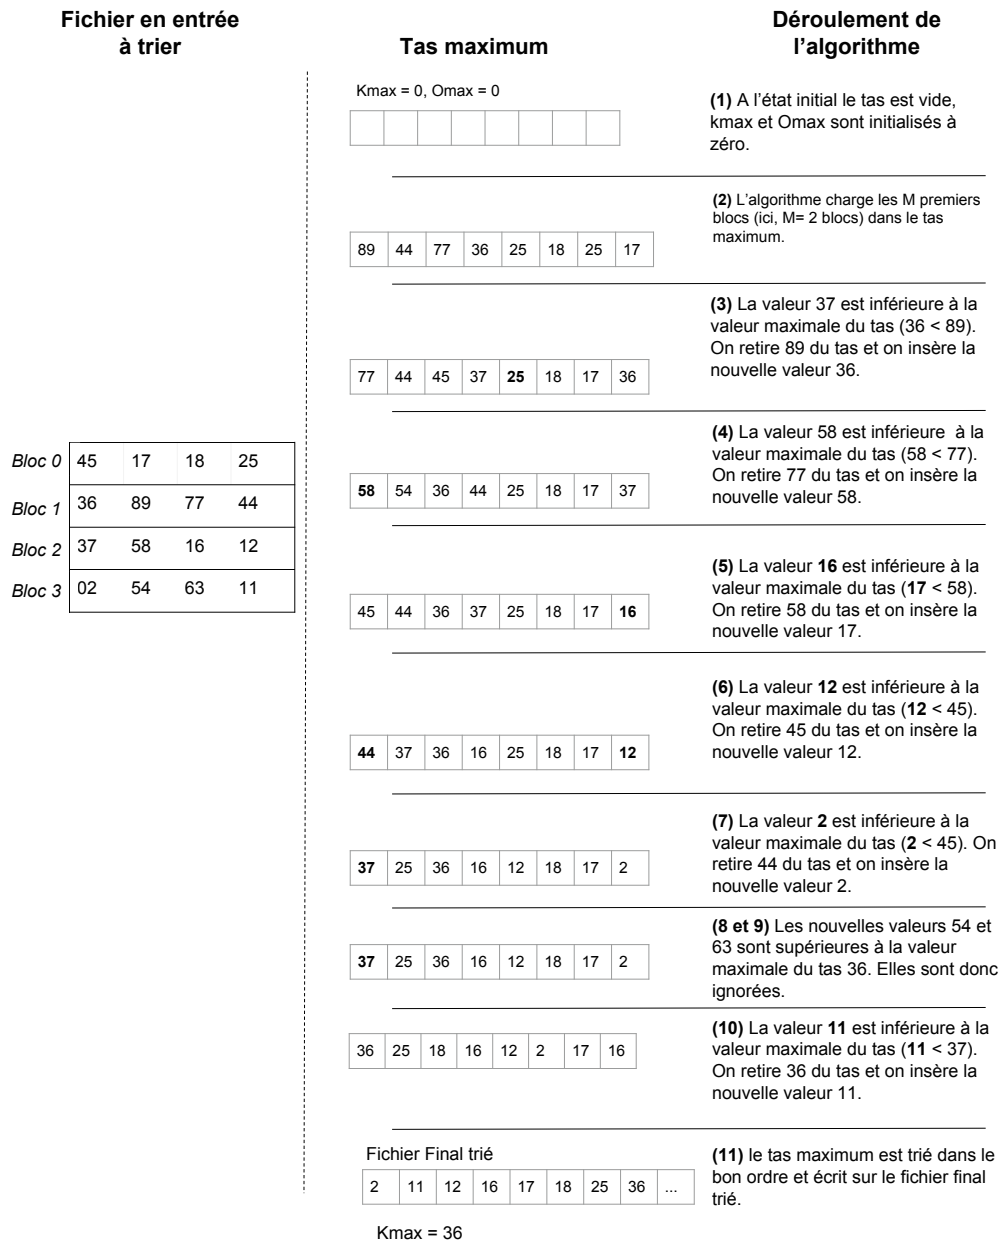 Fichier en entrée
à trier
Tas maximum
Déroulement de
l'algorithme
Kmax = 0, Omax = 0
(1) A l'état initial le tas est vide,
kmax et Omax sont initialisés à
zéro.
(2) L'algorithme charge les M premiers
blocs (ici, M= 2 blocs) dans le tas
maximum.
89 44 77 36 25 18 25 17
(3) La valeur 37 est inférieure à la
valeur maximale du tas (36 < 89).
On retire 89 du tas et on insère la
nouvelle valeur 36.
77 44 45 37 25 18 17 36
Bloc 0 45 17 18 25
Bloc 1 36 89 77 44
Bloc 2 37 58 16 12
Bloc 3 02 54 63 11
(4) La valeur 58 est inférieure à la
valeur maximale du tas (58 < 77).
On retire 77 du tas et on insère la
nouvelle valeur 58.
58 54 36 44 25 18 17 37
(5) La valeur 16 est inférieure à la
valeur maximale du tas (17 < 58).
On retire 58 du tas et on insère la
nouvelle valeur 17.
45 44 36 37 25 18 17 16
(6) La valeur 12 est inférieure à la
valeur maximale du tas (12 < 45).
On retire 45 du tas et on insère la
nouvelle valeur 12.
44 37 36 16 25 18 17 12
(7) La valeur 2 est inférieure à la
valeur maximale du tas (2 < 45). On
retire 44 du tas et on insère la
nouvelle valeur 2.
37 25 36 16 12 18 17 2
(8 et 9) Les nouvelles valeurs 54 et
63 sont supérieures à la valeur
maximale du tas 36. Elles sont donc
ignorées.
37 25 36 16 12 18 17 2
(10) La valeur 11 est inférieure à la
valeur maximale du tas (11 < 37).
On retire 36 du tas et on insère la
nouvelle valeur 11.
36 25 18 16 12 2 17 16
Fichier Final trié
2 11 12 16 17 18 25 36 ...
Kmax = 36
(11) le tas maximum est trié dans le
bon ordre et écrit sur le fichier final
trié.